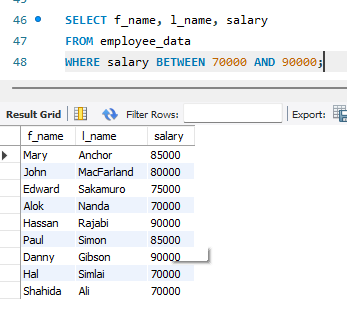 46 SELECT f_name, l_name, salary
47 FROM employee_data
48 WHERE salary BETWEEN 70000 AND 90000;
Result Grid Filter Rows: Export:
f_name l_name salary
Mary Anchor 85000
John MacFarland 80000
Edward Sakamuro 75000
Alok Nanda 70000
Hassan Rajabi 90000
Paul Simon 85000
Danny Gibson 90000
Hal Simlai 70000
Shahida Ali 70000